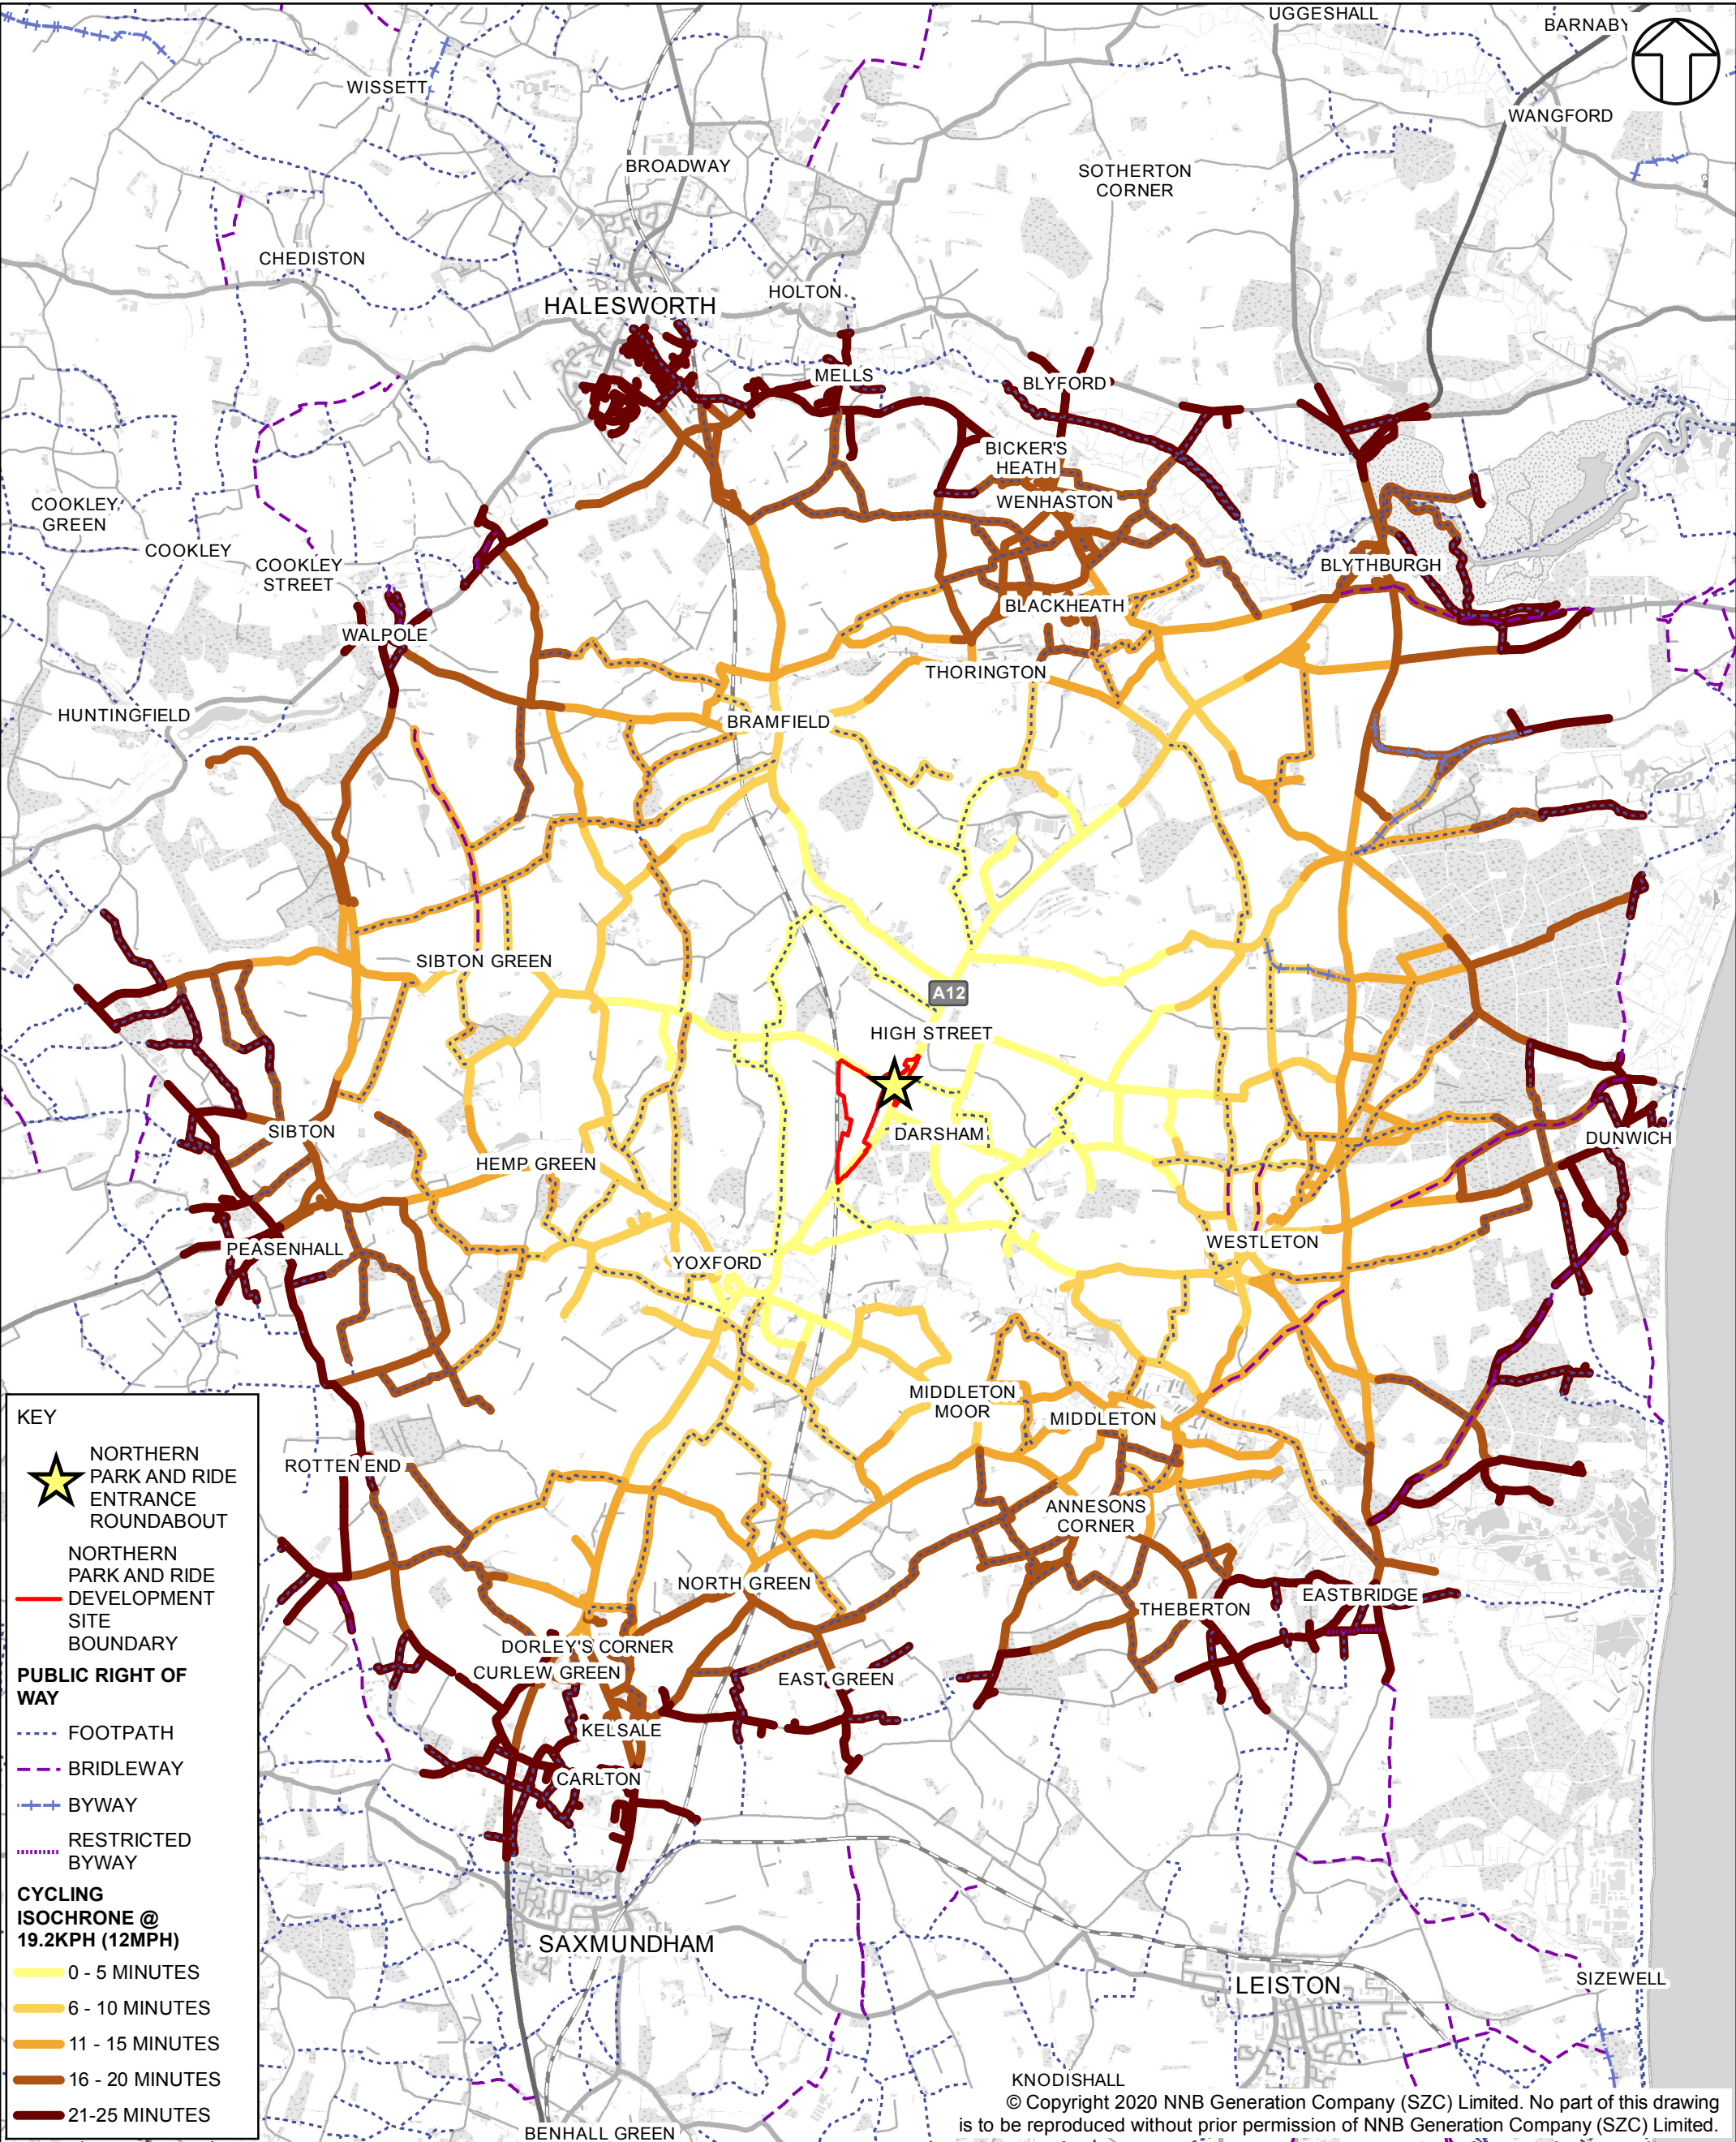 UGGESHALL
BARNABY
WISSETT
WANGFORD
BROADWAY
SOTHERTON
CORNER
CHEDISTON
HOLTON
HALESWORTH
MELLS
BLYFORD
BICKER'S
HEATH
WENHASTON
COOKLEY
GREEN
COOKLEY
COOKLEY
STREET
BLYTHBURGH
BLACKHEATH
WALPOLE
THORINGTON
HUNTINGFIELD
BRAMFIELD
SIBTON GREEN
A12
HIGH STREET
SIBTON
DARSHAM
DUNWICH
HEMP GREEN
WESTLETON
PEASENHALL
YOXFORD
MIDDLETON
MOOR
MIDDLETON
ROTTEN END
ANNESONS
CORNER
NORTH GREEN
EASTBRIDGE
THEBERTON
DORLEY'S CORNER
CURLEW GREEN
EAST GREEN
KELSALE
CARLTON
SAXMUNDHAM
LEISTON
SIZEWELL
KNODISHALL
BENHALL GREEN
KEY
NORTHERN
PARK AND RIDE
ENTRANCE
ROUNDABOUT
NORTHERN
PARK AND RIDE
DEVELOPMENT
SITE
BOUNDARY
PUBLIC RIGHT OF
WAY
FOOTPATH
BRIDLEWAY
BYWAY
RESTRICTED
BYWAY
CYCLING
ISOCHRONE @
19.2KPH (12MPH)
0 - 5 MINUTES
6 - 10 MINUTES
11 - 15 MINUTES
16 - 20 MINUTES
21-25 MINUTES
© Copyright 2020 NNB Generation Company (SZC) Limited. No part of this drawing
is to be reproduced without prior permission of NNB Generation Company (SZC) Limited.